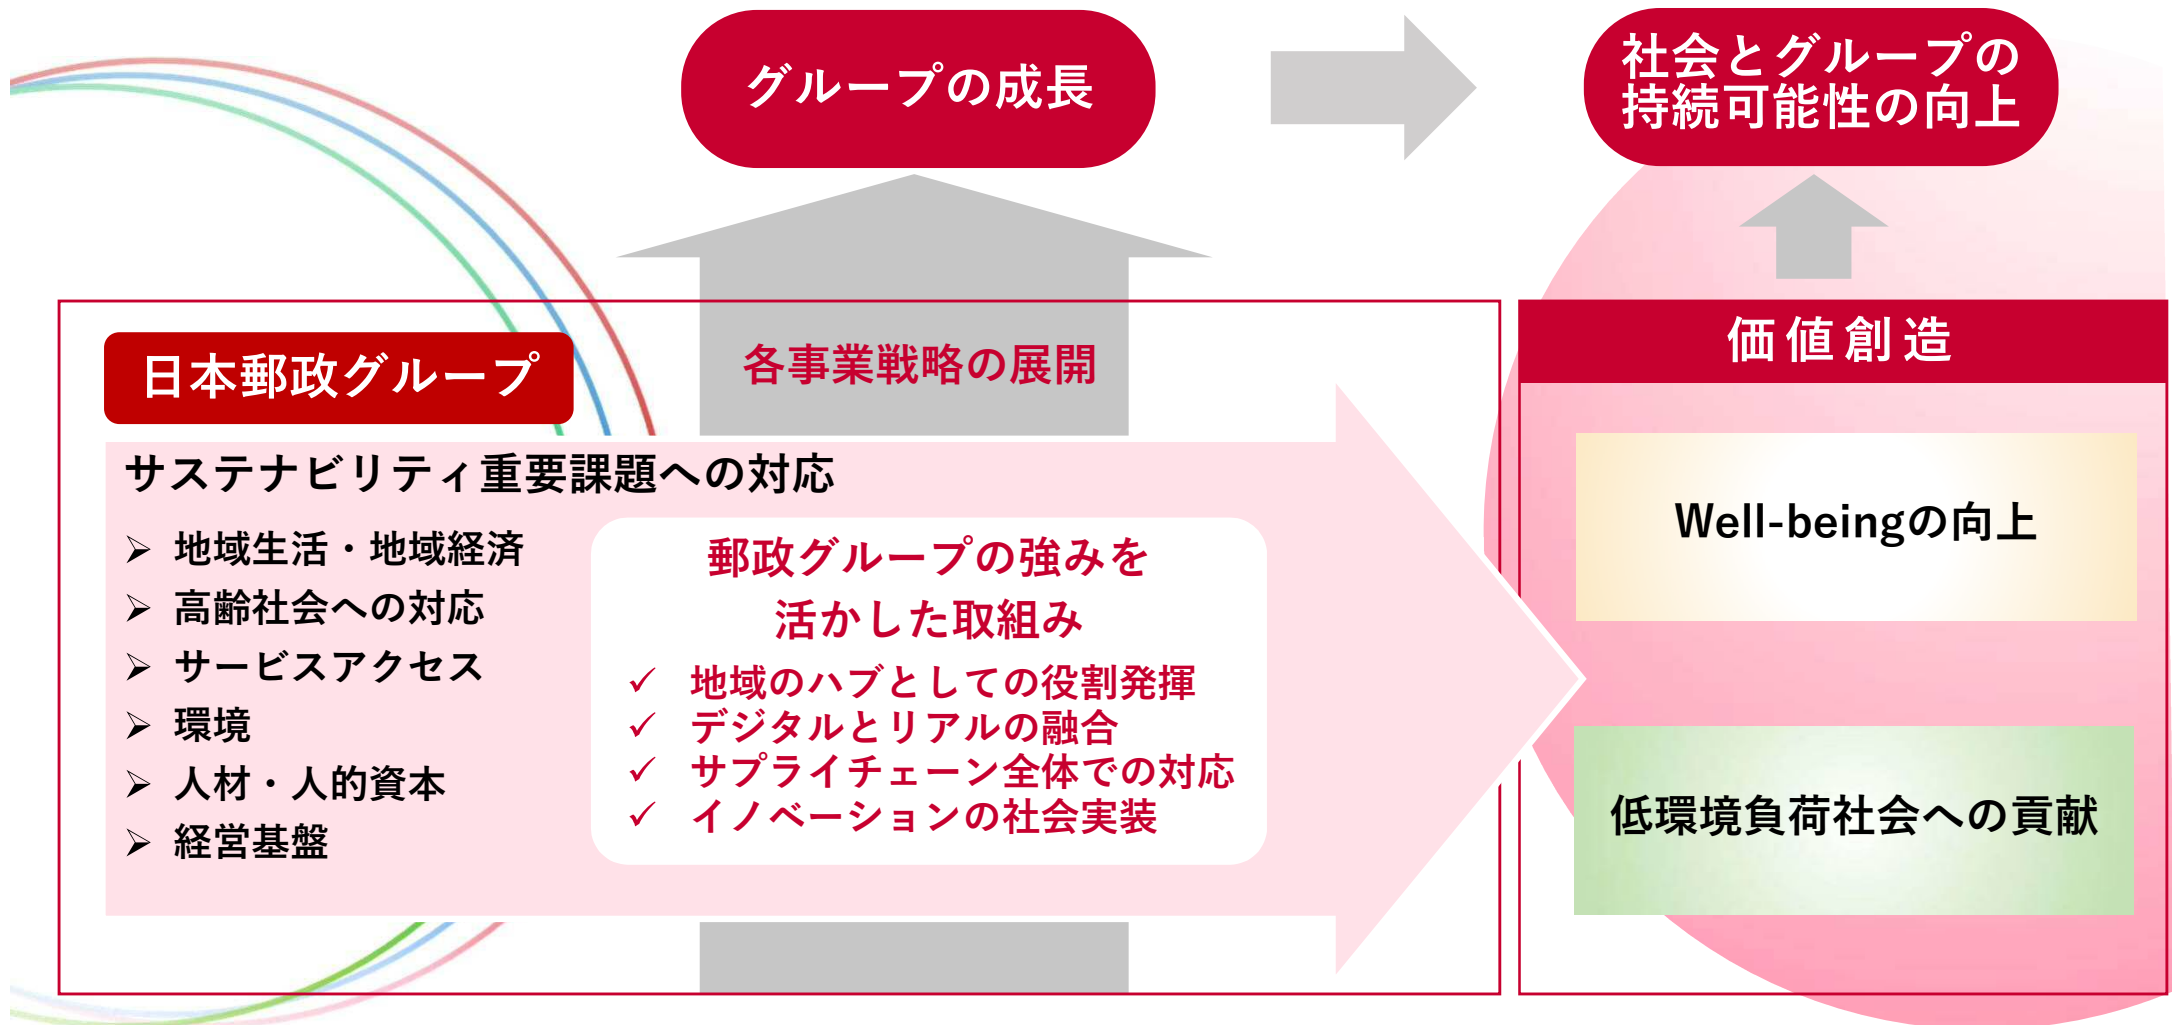 グループの成長
社会とグループの
持続可能性の向上
日本郵政グループ
各事業戦略の展開
サステナビリティ重要課題への対応
➢ 地域生活・地域経済
➢ 高齢社会への対応
➢ サービスアクセス
➢ 環境
➢ 人材・人的資本
➢ 経営基盤
郵政グループの強みを
活かした取組み
✓ 地域のハブとしての役割発揮
✓ デジタルとリアルの融合
✓ サプライチェーン全体での対応
✓ イノベーションの社会実装
価値創造
Well-beingの向上
低環境負荷社会への貢献